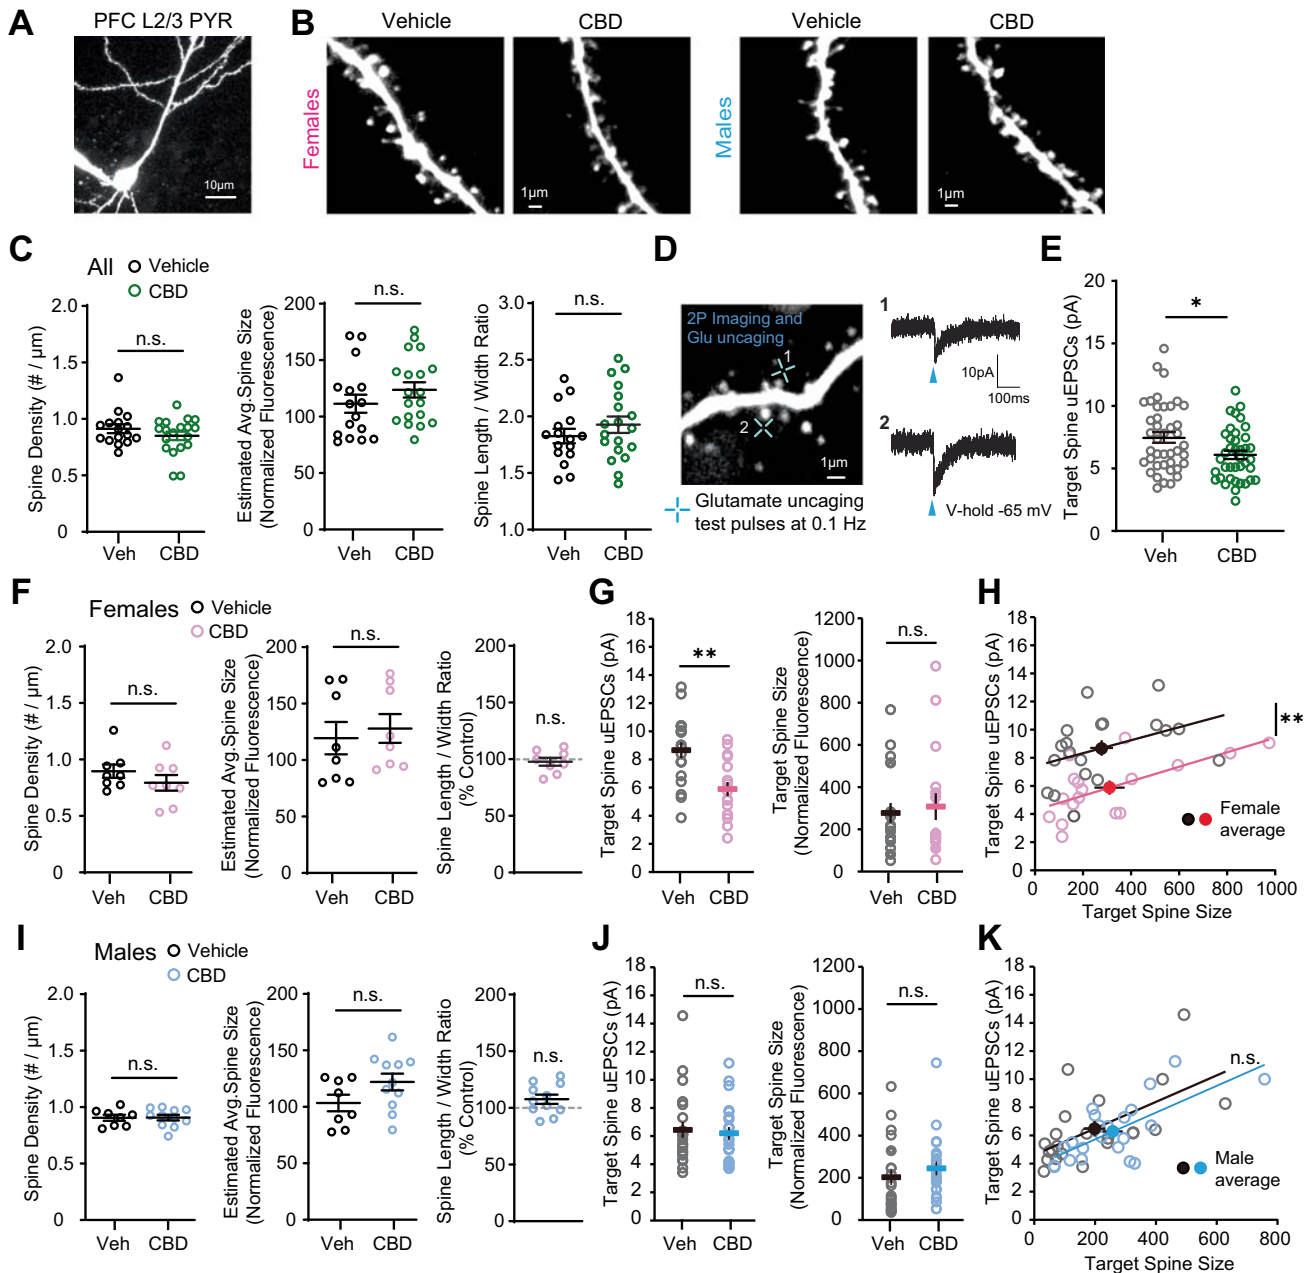 A
PFC L2/3 PYR
10µm
B
Vehicle
CBD
Vehicle
CBD
Females
Males
1µm
1µm
C
All
Vehicle
CBD
Spine Density (# / µm)
2.0
1.5
1.0
0.5
0
n.s.
Veh
CBD
Estimated Avg.Spine Size
(Normalized Fluorescence)
200
150
100
50
0
n.s.
Veh
CBD
Spine Length / Width Ratio
3.0
2.5
2.0
1.5
1.0
n.s.
Veh
CBD
D
2P Imaging and
Glu uncaging
1
2
1µm
Glutamate uncaging
test pulses at 0.1 Hz
1
10pA
100ms
2
V-hold -65 mV
E
Target Spine uEPSCs (pA)
20
15
10
5
0
*
Veh
CBD
F
Females
Vehicle
CBD
Spine Density (# / µm)
2.0
1.5
1.0
0.5
0
n.s.
Veh
CBD
Estimated Avg.Spine Size
(Normalized Fluorescence)
200
150
100
50
0
n.s.
Veh
CBD
Spine Length / Width Ratio
(% Control)
200
100
0
n.s.
CBD
G
Target Spine uEPSCs (pA)
18
16
14
12
10
8
6
4
2
0
**
Veh
CBD
Target Spine Size
(Normalized Fluorescence)
1200
1000
800
600
400
200
0
n.s.
Veh
CBD
H
Target Spine uEPSCs (pA)
18
16
14
12
10
8
6
4
2
0
**
Female
average
0
200
400
600
800
1000
Target Spine Size
I
Males
Vehicle
CBD
Spine Density (# / µm)
2.0
1.5
1.0
0.5
0
n.s.
Veh
CBD
Estimated Avg.Spine Size
(Normalized Fluorescence)
200
150
100
50
0
n.s.
Veh
CBD
Spine Length / Width Ratio
(% Control)
200
100
0
n.s.
CBD
J
Target Spine uEPSCs (pA)
18
16
14
12
10
8
6
4
2
0
n.s.
Veh
CBD
Target Spine Size
(Normalized Fluorescence)
1200
1000
800
600
400
200
0
n.s.
Veh
CBD
K
Target Spine uEPSCs (pA)
18
16
14
12
10
8
6
4
2
0
n.s.
Male
average
0
200
400
600
800
Target Spine Size